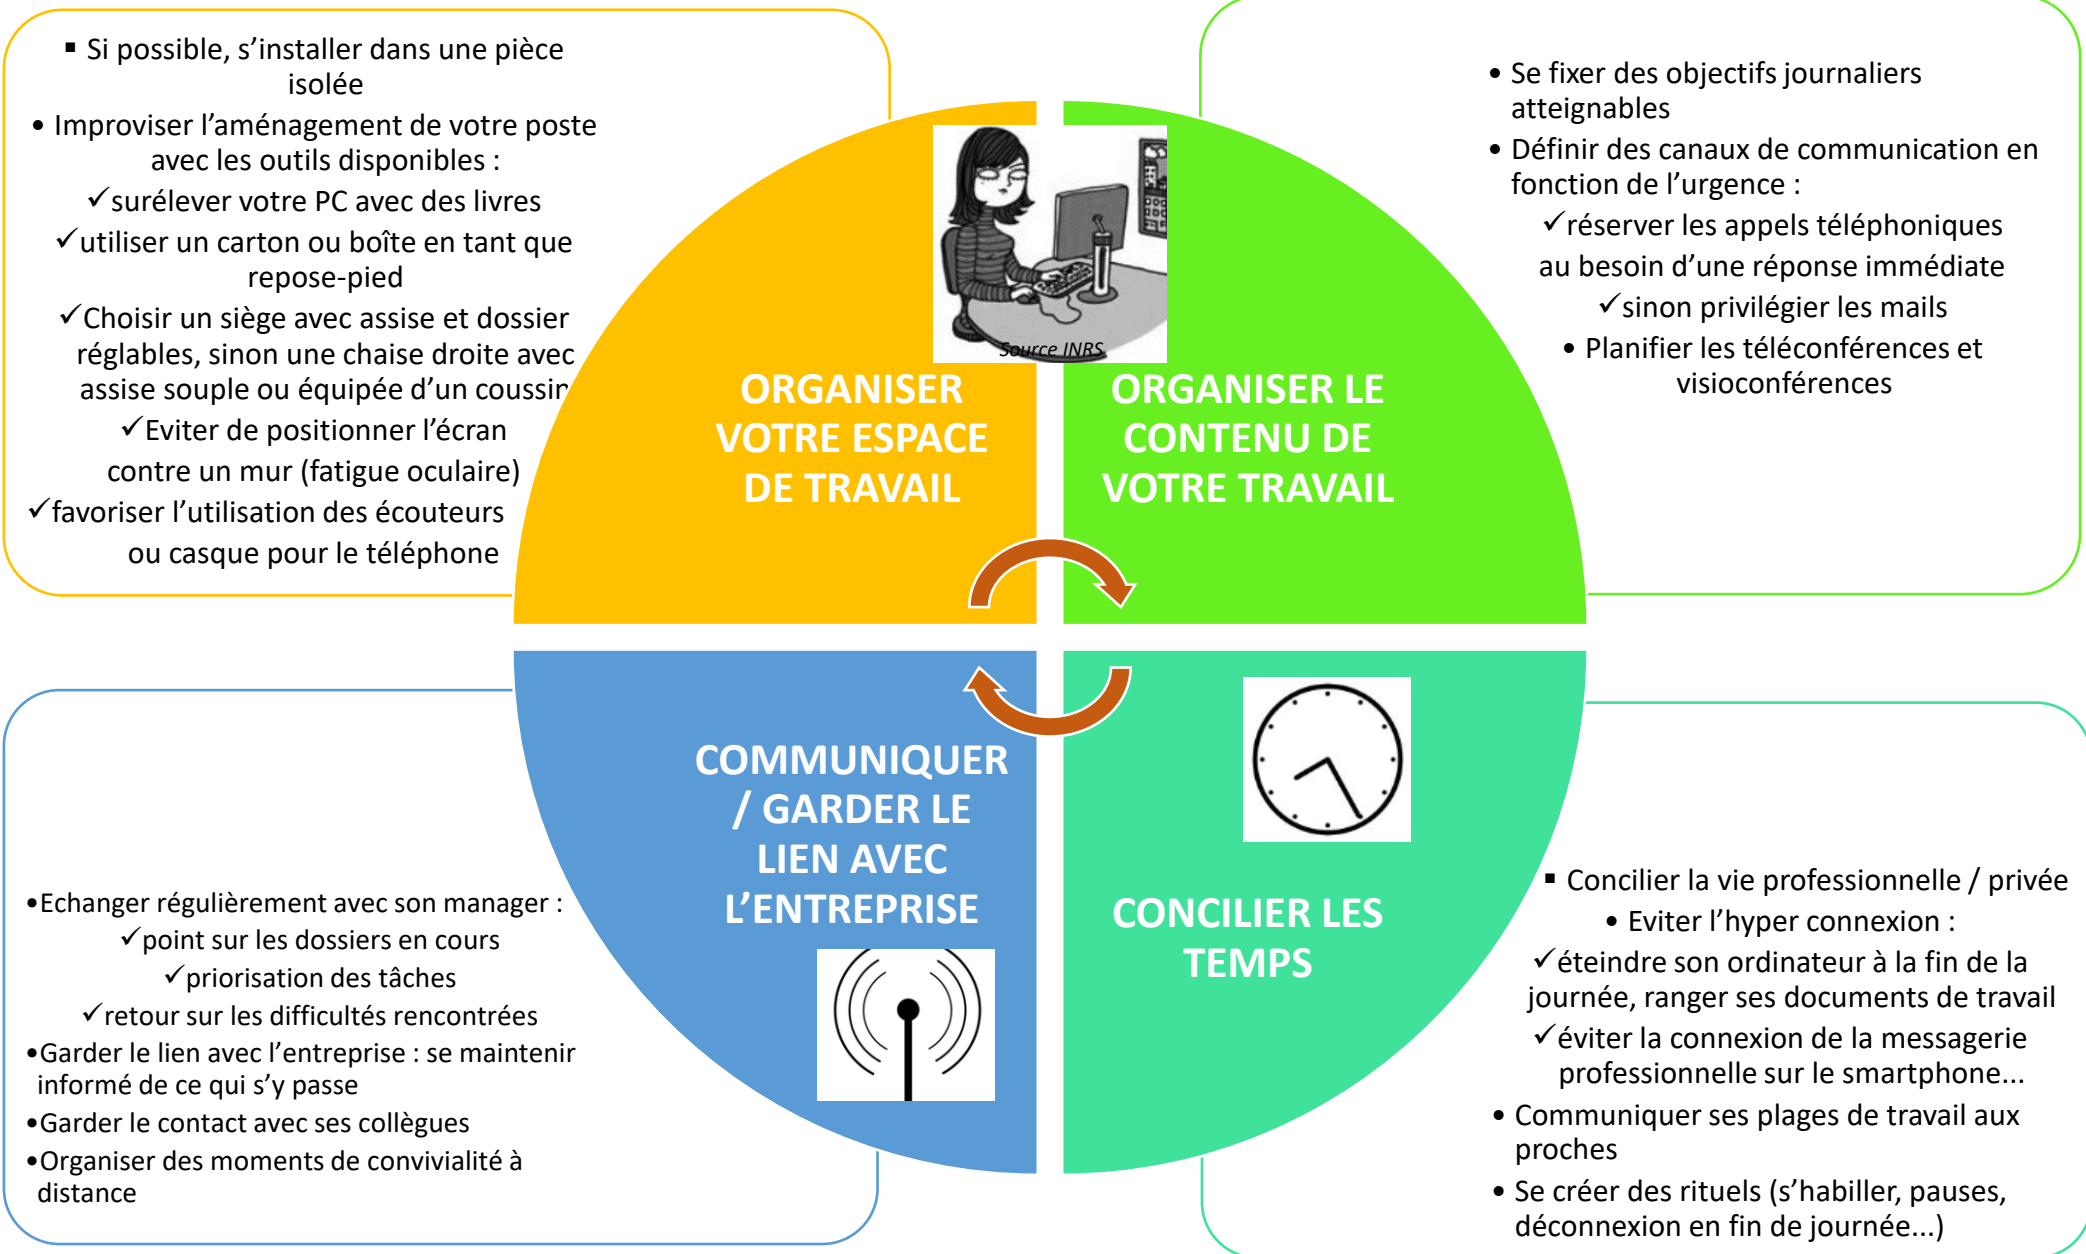 ▪ Si possible, s’installer dans une pièce
isolée
• Improviser l’aménagement de votre poste
avec les outils disponibles :
✓surélever votre PC avec des livres
✓utiliser un carton ou boîte en tant que
repose-pied
✓Choisir un siège avec assise et dossier
réglables, sinon une chaise droite avec
assise souple ou équipée d’un coussin
✓Eviter de positionner l’écran
contre un mur (fatigue oculaire)
✓favoriser l’utilisation des écouteurs
ou casque pour le téléphone
Source INRS
ORGANISER
VOTRE ESPACE
DE TRAVAIL
ORGANISER LE
CONTENU DE
VOTRE TRAVAIL
• Se fixer des objectifs journaliers
atteignables
• Définir des canaux de communication en
fonction de l’urgence :
✓réserver les appels téléphoniques
au besoin d’une réponse immédiate
✓sinon privilégier les mails
• Planifier les téléconférences et
visioconférences
COMMUNIQUER
/ GARDER LE
LIEN AVEC
L’ENTREPRISE
•Echanger régulièrement avec son manager :
✓point sur les dossiers en cours
✓priorisation des tâches
✓retour sur les difficultés rencontrées
•Garder le lien avec l’entreprise : se maintenir
informé de ce qui s’y passe
•Garder le contact avec ses collègues
•Organiser des moments de convivialité à
distance
CONCILIER LES
TEMPS
▪ Concilier la vie professionnelle / privée
• Eviter l’hyper connexion :
✓éteindre son ordinateur à la fin de la
journée, ranger ses documents de travail
✓éviter la connexion de la messagerie
professionnelle sur le smartphone...
• Communiquer ses plages de travail aux
proches
• Se créer des rituels (s’habiller, pauses,
déconnexion en fin de journée...)